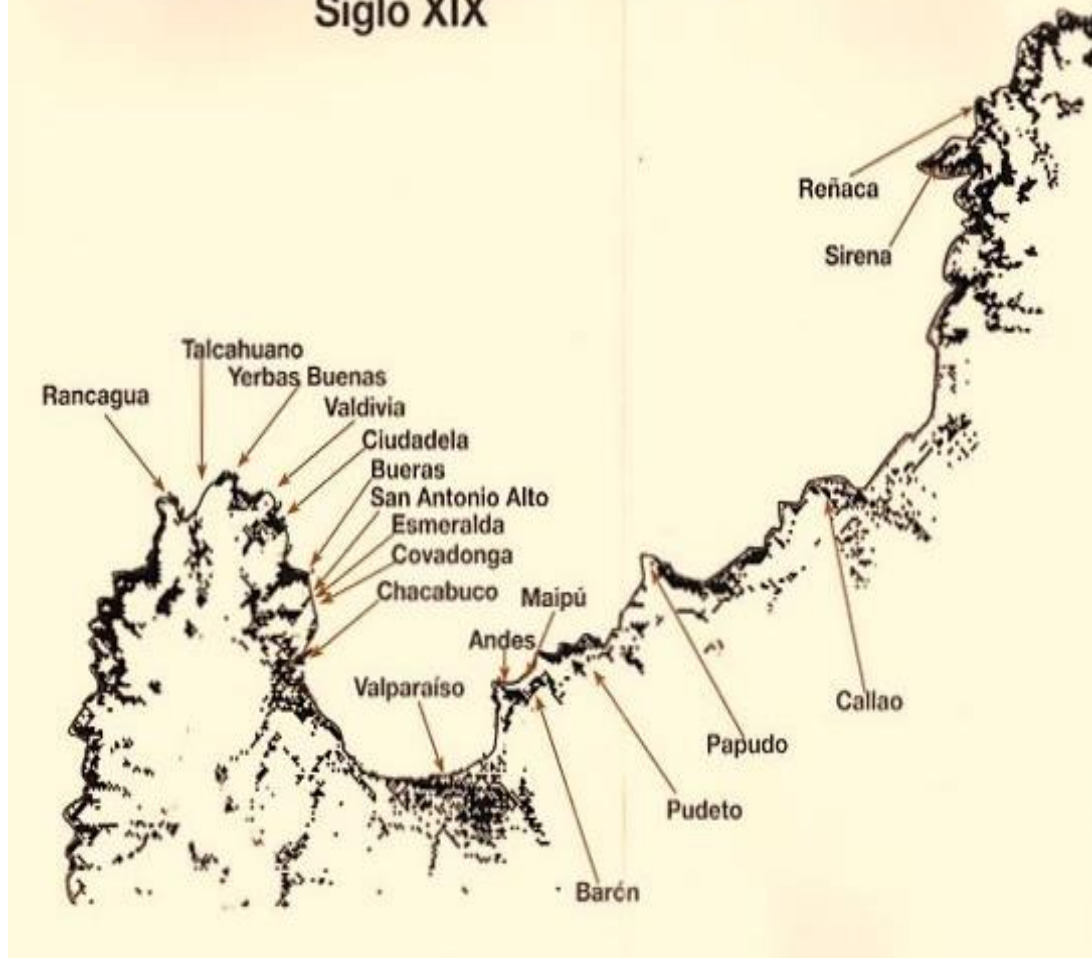 Siglo XIX
Reñaca
Sirena
Talcahuano
Yerbas Buenas
Rancagua
Valdivia
Ciudadela
Bueras
San Antonio Alto
Esmeralda
Covadonga
Chacabuco
Maipú
Andes
Valparaíso
Callao
Papudo
Pudeto
Barón